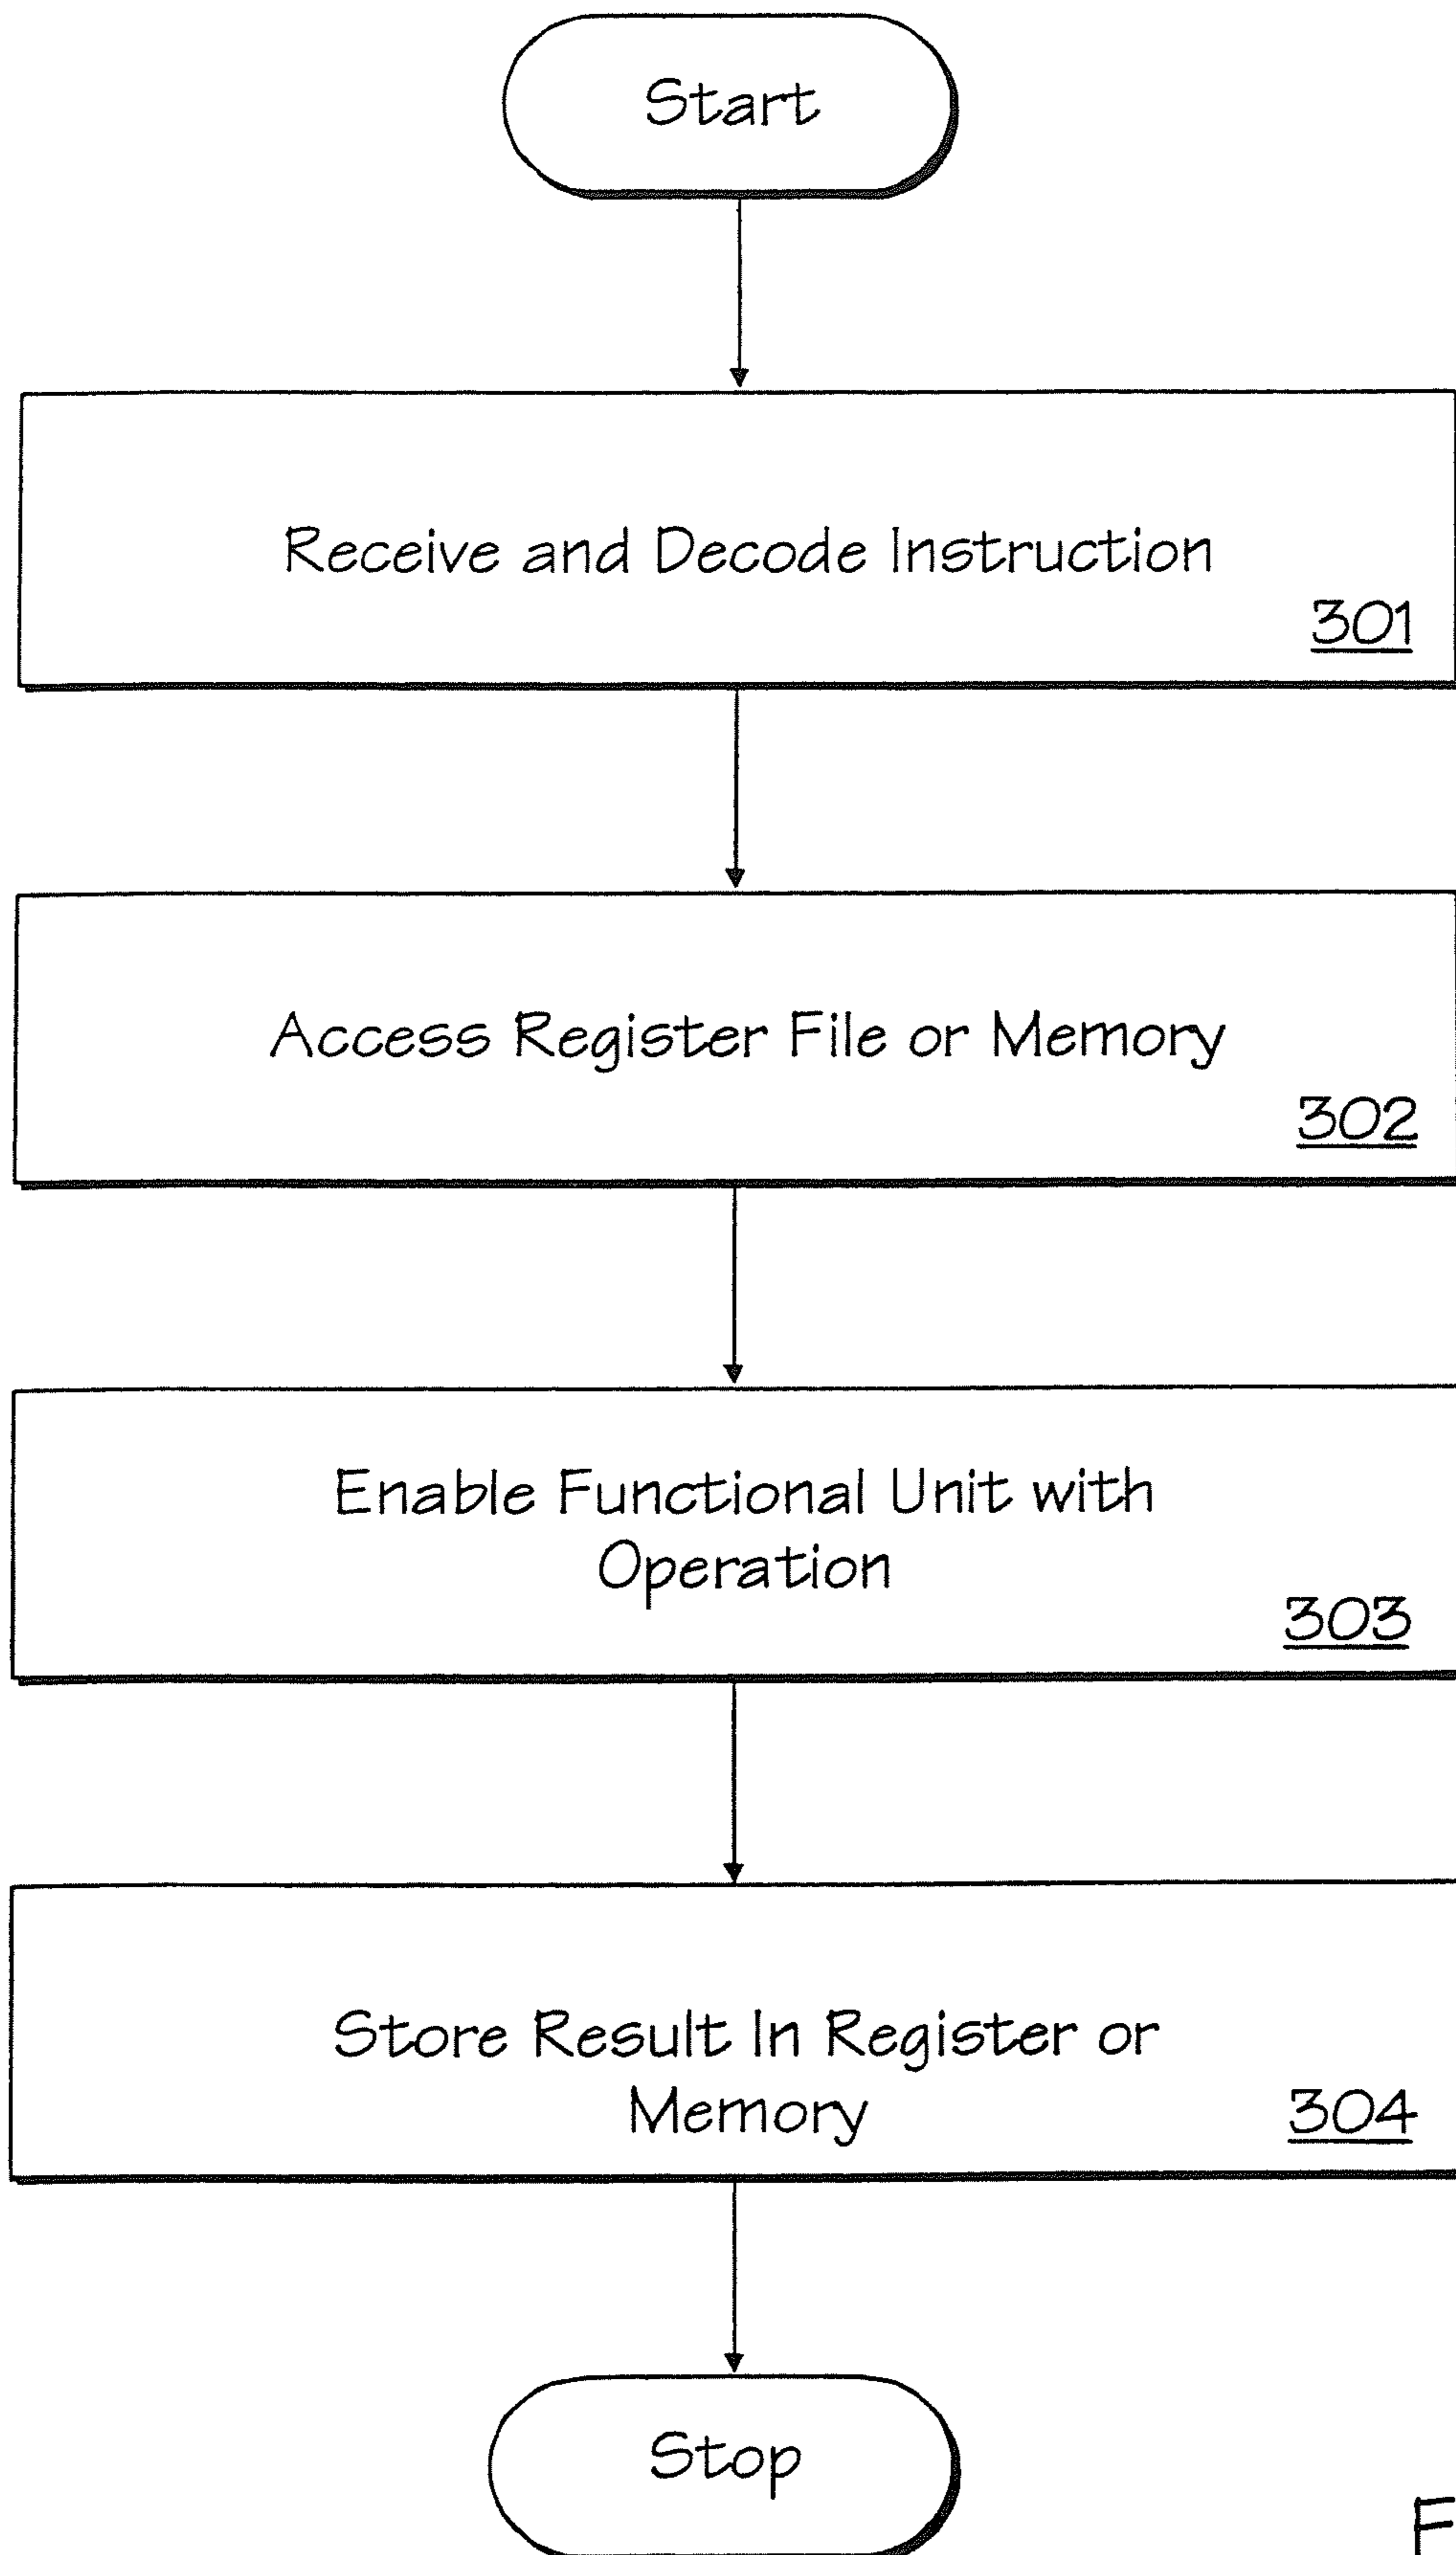 Start
Receive and Decode Instruction
301
Access Register File or Memory
302
Enable Functional Unit with
Operation
303
Store Result In Register or
Memory
304
Stop